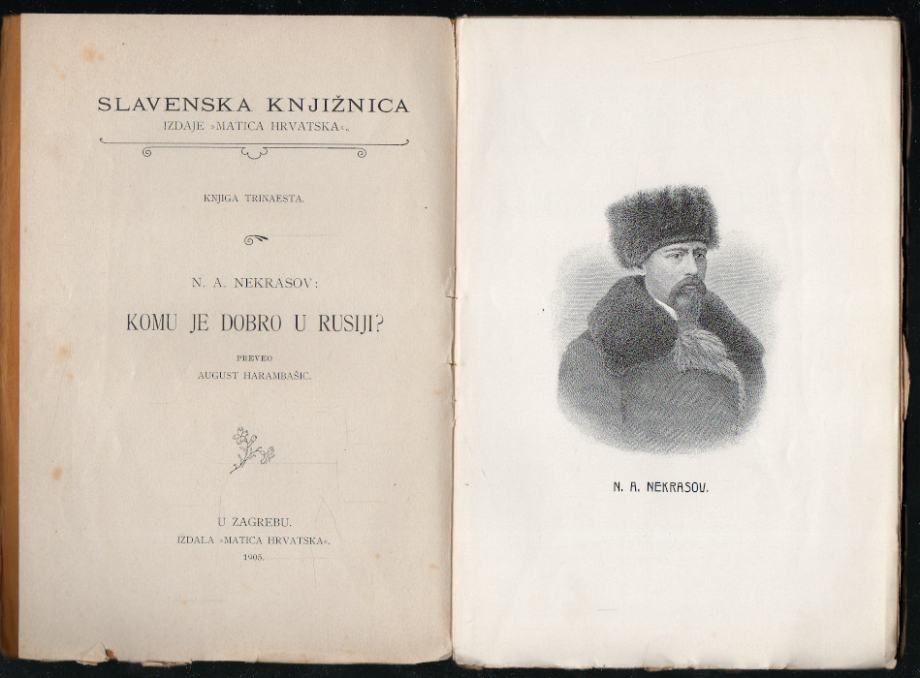 SLAVENSKA KNJIŽNICA
IZDAJE »MATICA HRVATSKA«.
KNJIGA TRINAESTA.
N. A. NEKRASOV:
KOMU JE DOBRO U RUSIJI?
PREVEO
AUGUST HARAMBAŠIĆ.
U ZAGREBU.
IZDALA »MATICA HRVATSKA«.
1905.
N. A. NEKRASOV.